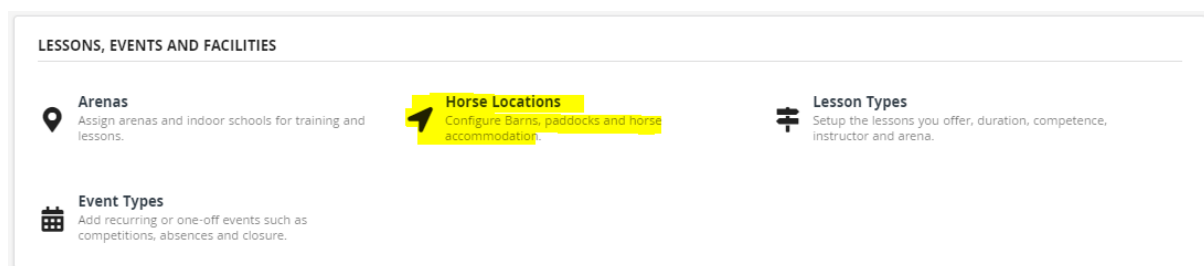 LESSONS, EVENTS AND FACILITIES
Arenas
Assign arenas and indoor schools for training and
lessons.
Horse Locations
Configure Barns, paddocks and horse
accommodation.
Lesson Types
Setup the lessons you offer, duration, competence,
instructor and arena.
Event Types
Add recurring or one-off events such as
competitions, absences and closure.